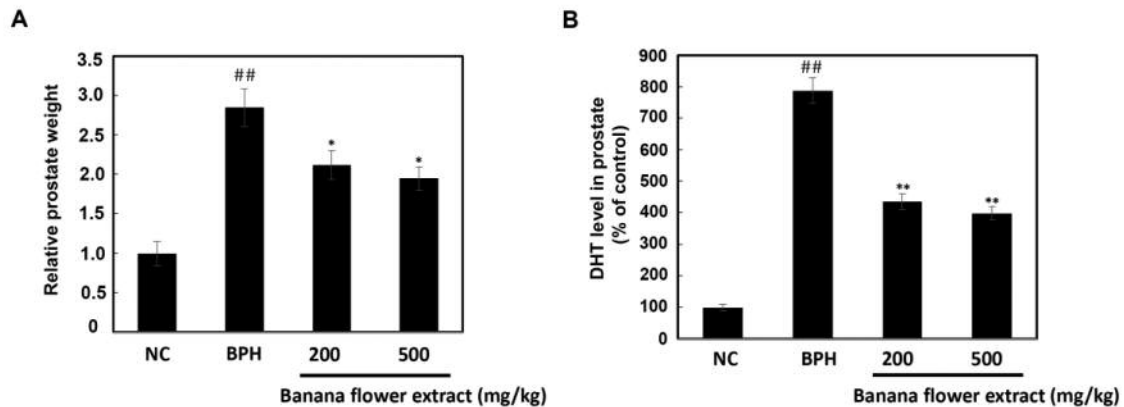 A
Relative prostate weight
3.5
3.0
2.5
2.0
1.5
1.0
0.5
0
##
*
*
NC BPH 200 500
Banana flower extract (mg/kg)
B
DHT level in prostate
(% of control)
900
800
700
600
500
400
300
200
100
0
##
**
**
NC BPH 200 500
Banana flower extract (mg/kg)